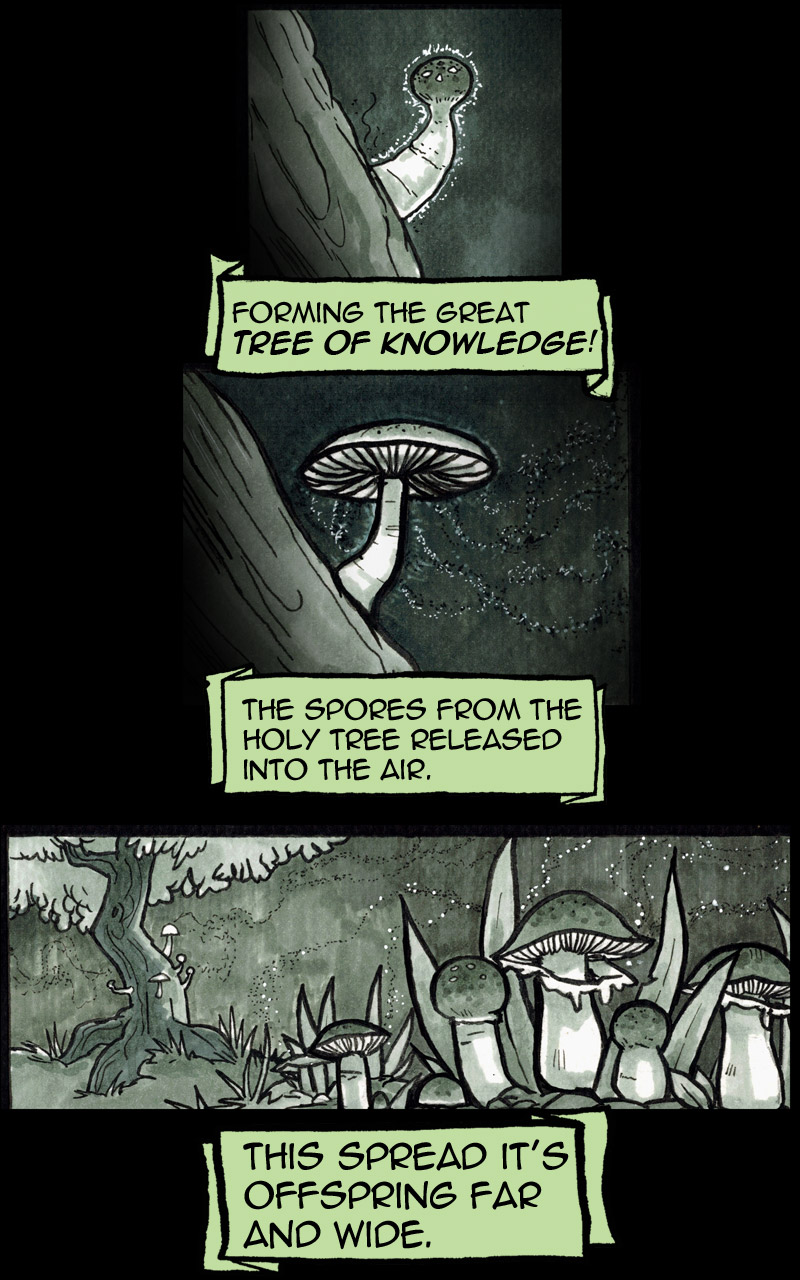 FORMING THE GREAT
TREE OF KNOWLEDGE!
THE SPORES FROM THE
HOLY TREE RELEASED
INTO THE AIR.
THIS SPREAD IT'S
OFFSPRING FAR
AND WIDE.